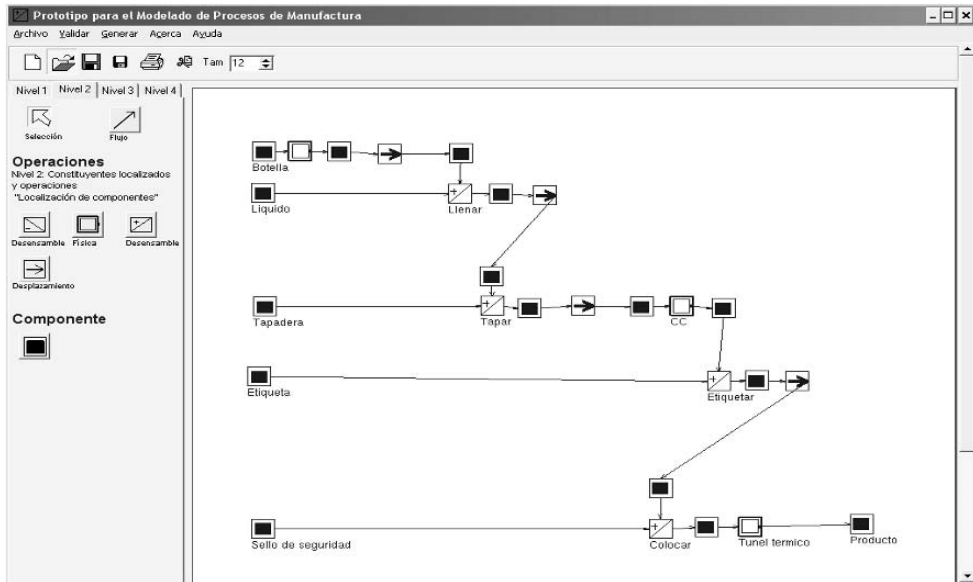 Prototipo para el Modelado de Procesos de Manufactura
Archivo Validar Generar Acerca Ayuda
Tam 12
Nivel 1 Nivel 2 Nivel 3 Nivel 4
Selección Flujo
Operaciones
Nivel 2: Constituyentes localizados
y operaciones
"Localización de componentes"
Desensamble Física Desensamble
Desplazamiento
Componente
Botella
Liquido
Llenar
Tapadera
Tapar
CC
Etiqueta
Etiquetar
Sello de seguridad
Colocar
Tunel termico
Producto